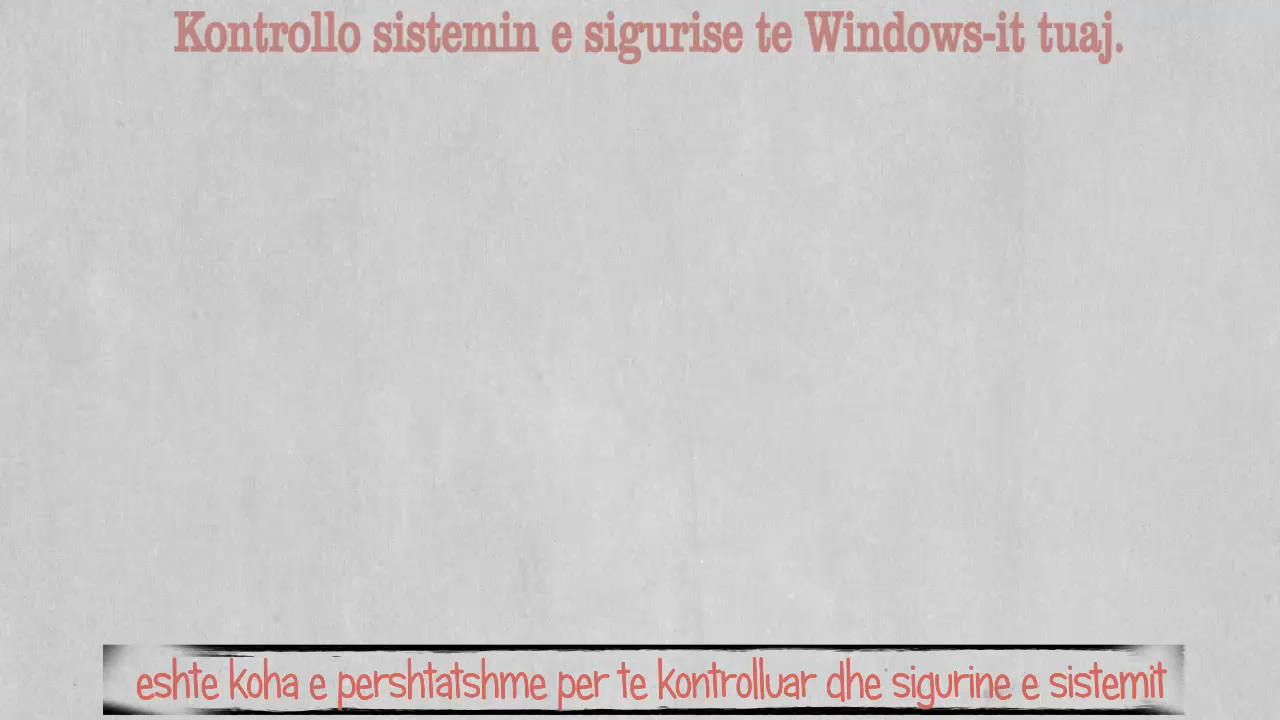 Kontrollo sistemin e sigurise te Windows-it tuaj.
eshte koha e pershtatshme per te kontrolluar dhe sigurine e sistemit